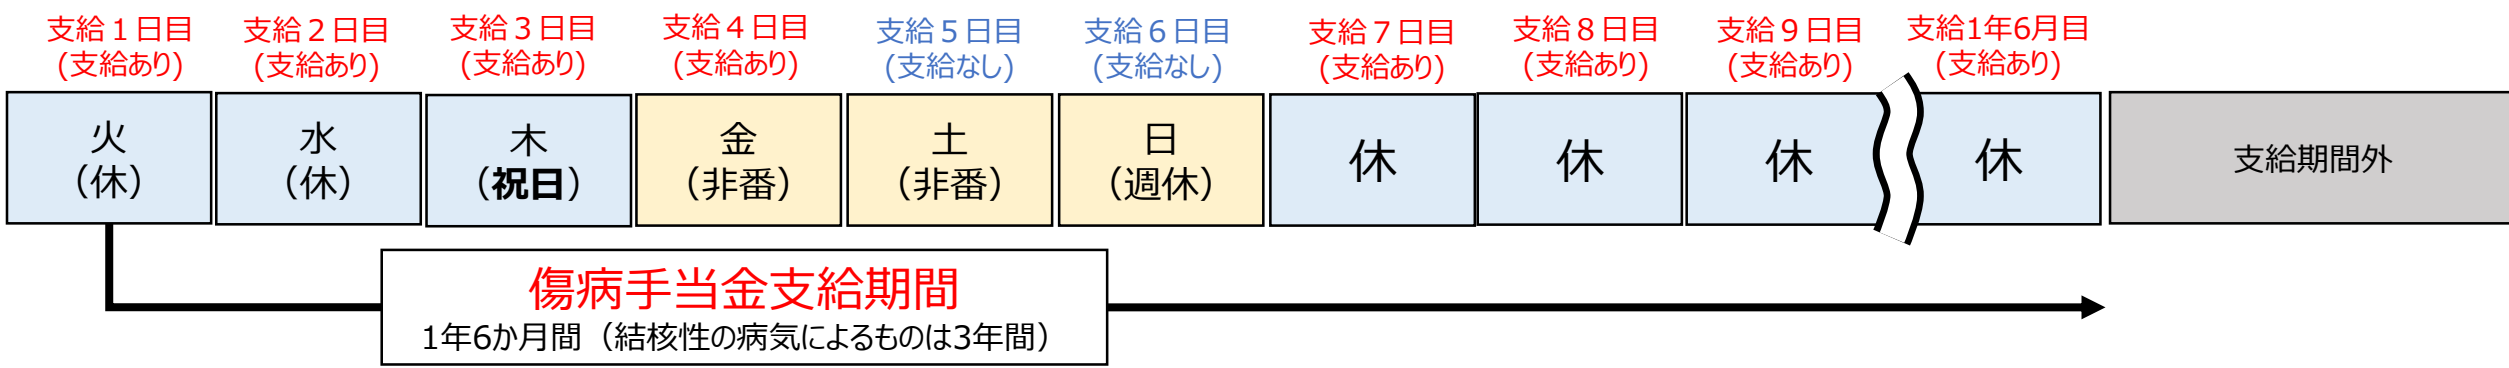 支給１日目
(支給あり)
支給２日目
(支給あり)
支給３日目
(支給あり)
支給４日目
(支給あり)
支給５日目
(支給なし)
支給６日目
(支給なし)
支給７日目
(支給あり)
支給８日目
(支給あり)
支給９日目
(支給あり)
支給1年6月目
(支給あり)
火
（休）
水
（休）
木
（祝日）
金
（非番）
土
（非番）
日
（週休）
休
休
休
休
支給期間外
傷病手当金支給期間
1年6か月間（結核性の病気によるものは3年間）